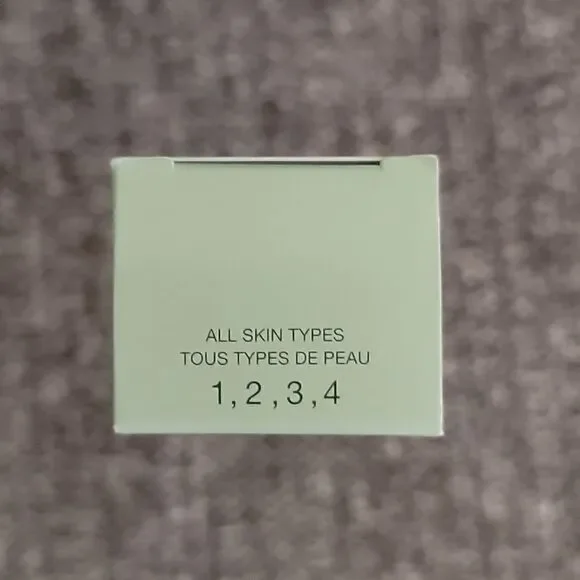 ALL SKIN TYPES
TOUS TYPES DE PEAU
1, 2 , 3 , 4